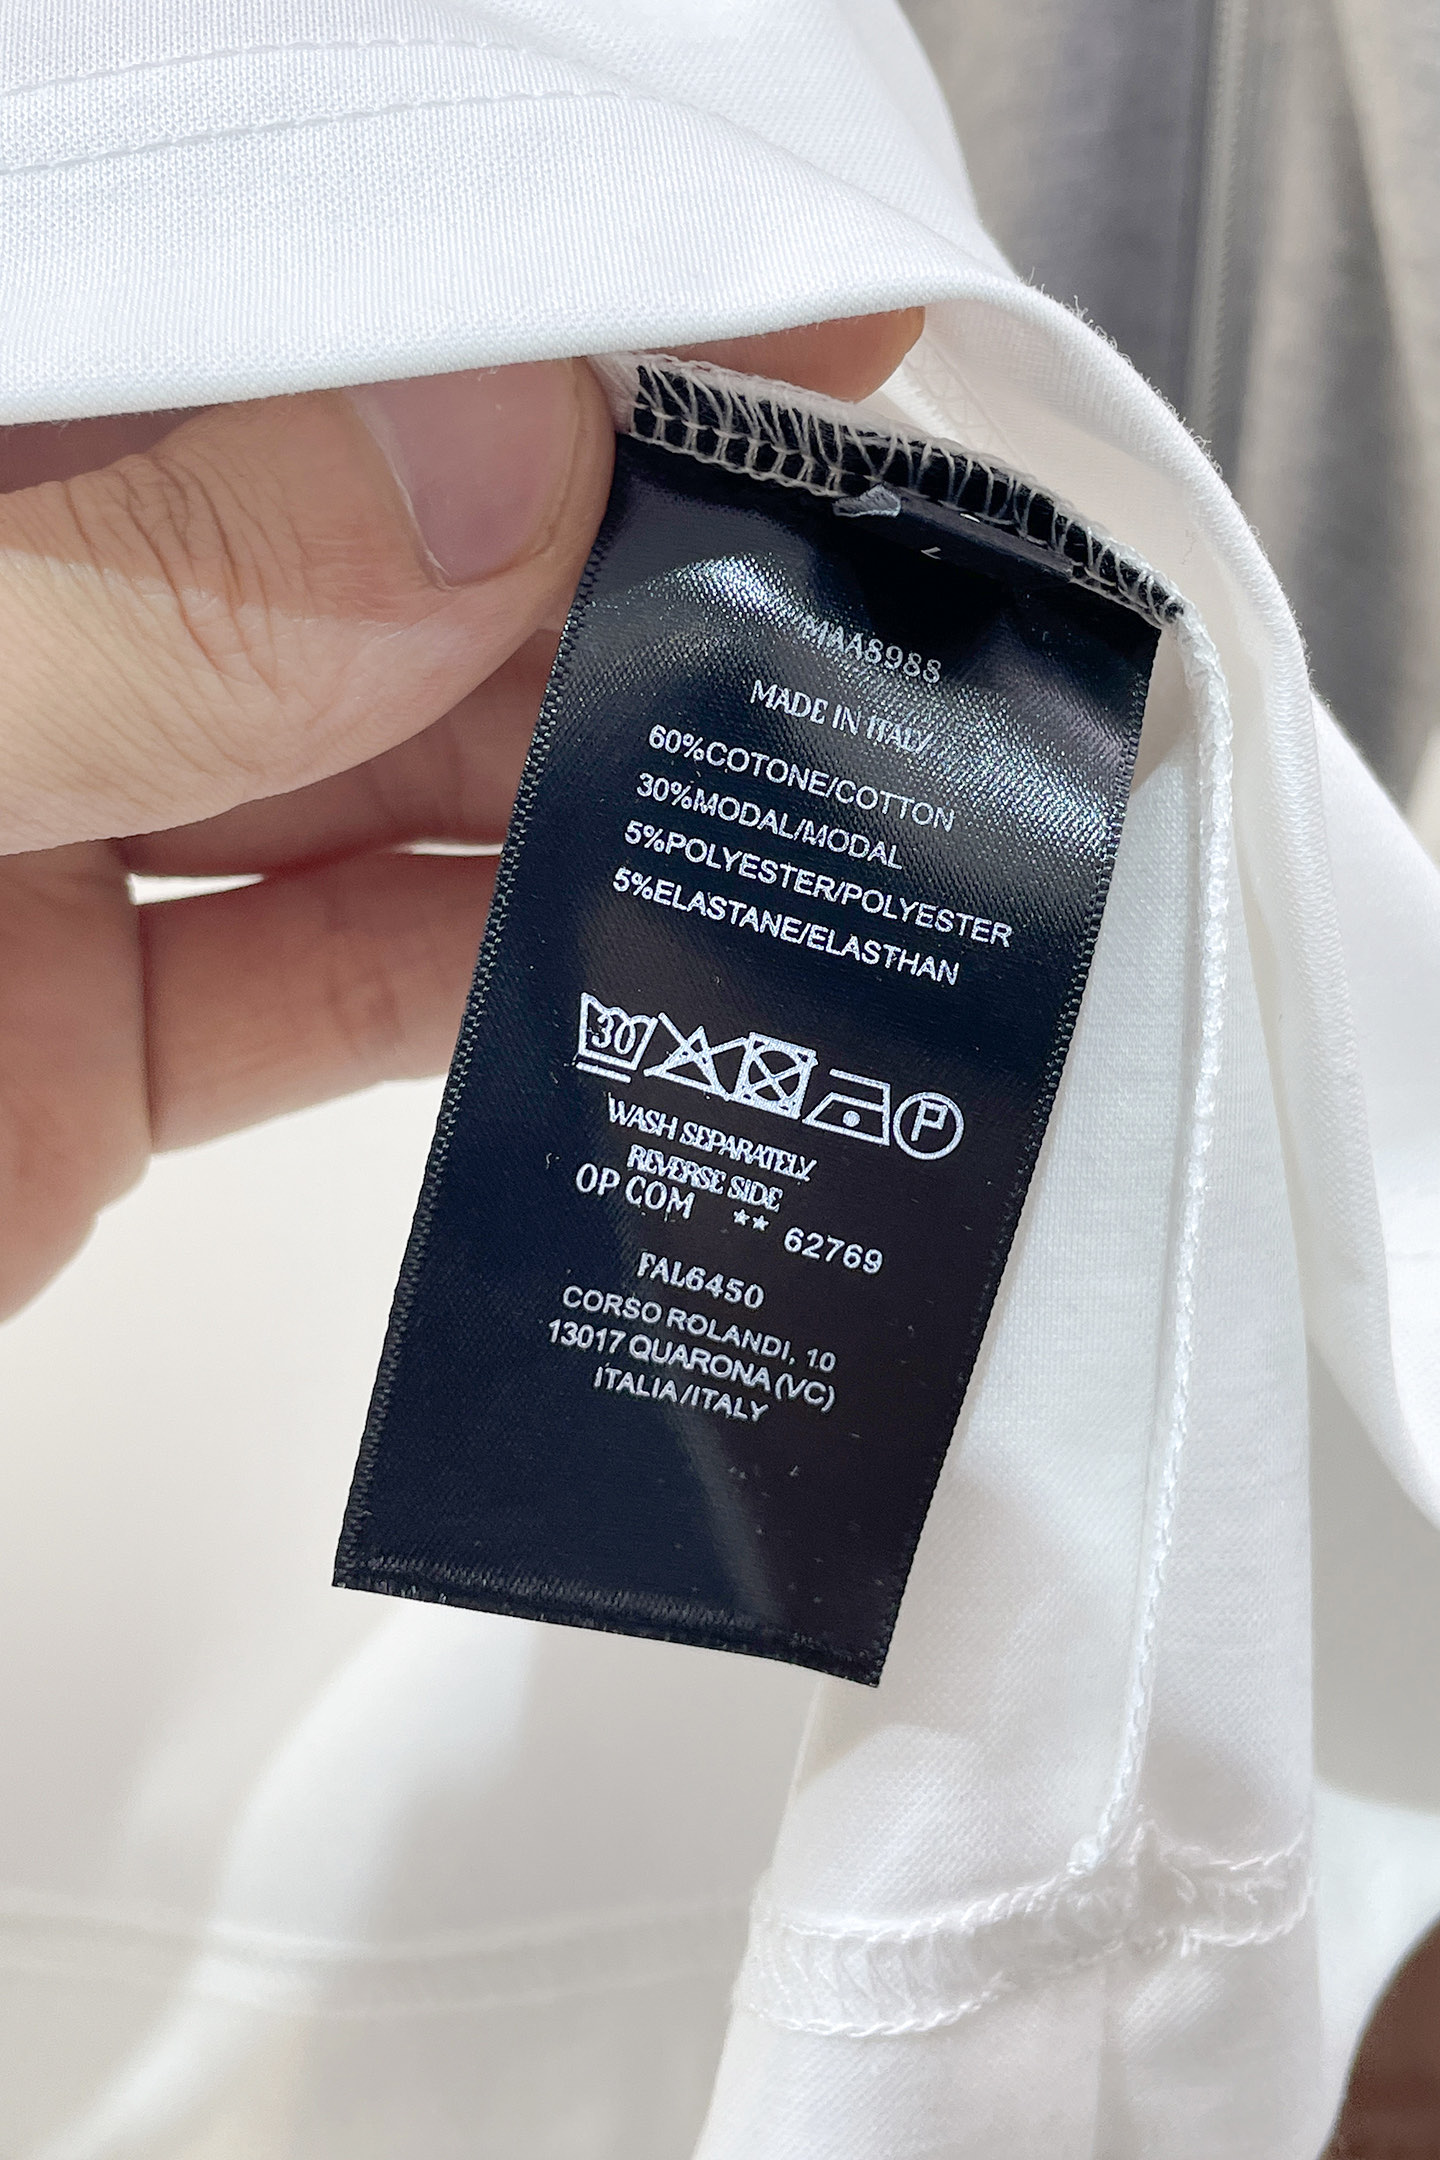 MAA8988
MADE IN ITALY
60%COTONE/COTTON
30%MODAL/MODAL
5%POLYESTER/POLYESTER
5%ELASTANE/ELASTHAN
30
P
WASH SEPARATELY
REVERSE SIDE
OP COM ** 62769
FAL6450
CORSO ROLANDI, 10
13017 QUARONA (VC)
ITALIA/ITALY